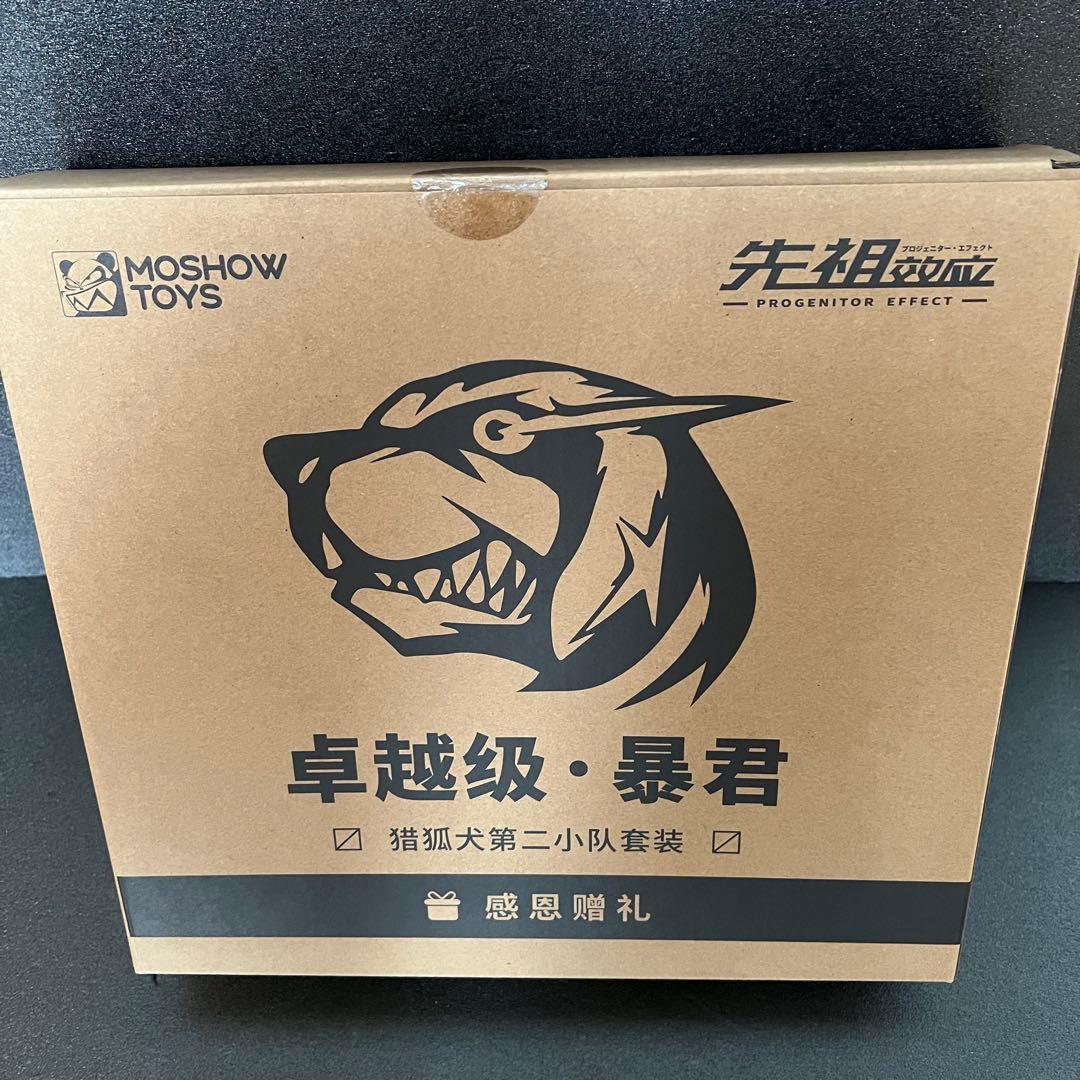 MOSHOW
TOYS
プロジェニター・エフェクト
先祖效应
PROGENITOR EFFECT
卓越级·暴君
猎狐犬第二小队套装
感恩赠礼